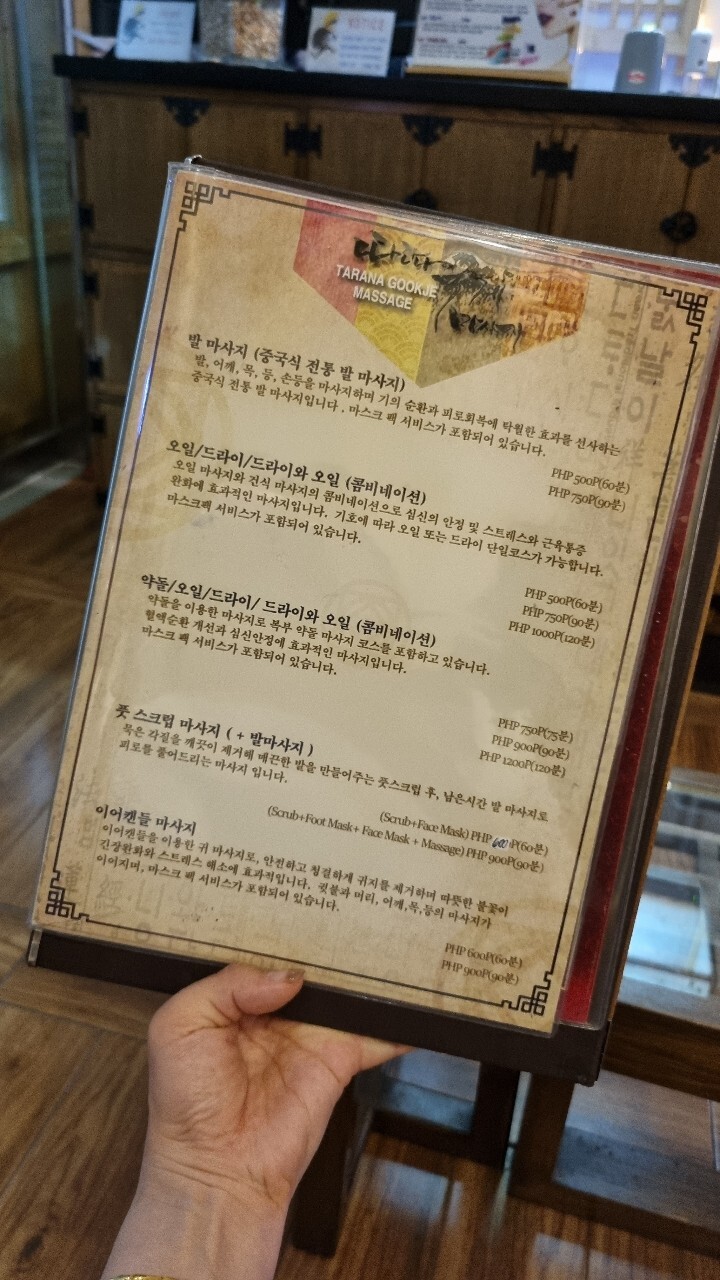 NOTICE
따라나
TARANA GOOKJE
MASSAGE
마사지
발 마사지 (중국식 전통 발 마사지)
발, 어깨, 목, 등, 손등을 마사지하며 기의 순환과 피로회복에 탁월한 효과를 선사하는
중국식 전통 발 마사지입니다 . 마스크 팩 서비스가 포함되어 있습니다.
PHP 500P(60분)
PHP 750P(90분)
오일/드라이/드라이와 오일 (콤비네이션)
오일 마사지와 건식 마사지의 콤비네이션으로 심신의 안정 및 스트레스와 근육통증
완화에 효과적인 마사지입니다. 기호에 따라 오일 또는 드라이 단일코스가 가능합니다.
마스크팩 서비스가 포함되어 있습니다.
PHP 500P(60분)
PHP 750P(90분)
PHP 1000P(120분)
약돌/오일/드라이/ 드라이와 오일 (콤비네이션)
약돌을 이용한 마사지로 복부 약돌 마사지 코스를 포함하고 있습니다.
혈액순환 개선과 심신안정에 효과적인 마사지입니다.
마스크 팩 서비스가 포함되어 있습니다.
PHP 750P(75분)
PHP 900P(90분)
PHP 1200P(120분)
풋 스크럽 마사지 ( + 발마사지 )
묵은 각질을 깨끗이 제거해 매끈한 발을 만들어주는 풋스크럽 후, 남은시간 발 마사지로
피로를 풀어드리는 마사지 입니다.
(Scrub+Face Mask) PHP 600P(60분)
(Scrub+Foot Mask+ Face Mask + Massage) PHP 900P(90분)
이어캔들 마사지
이어캔들을 이용한 귀 마사지로, 안전하고 청결하게 귀지를 제거하며 따뜻한 불꽃이
긴장완화와 스트레스 해소에 효과적입니다. 귓불과 머리, 어깨,목,등의 마사지가
이어지며, 마스크 팩 서비스가 포함되어 있습니다.
PHP 600P(60분)
PHP 900P(90분)